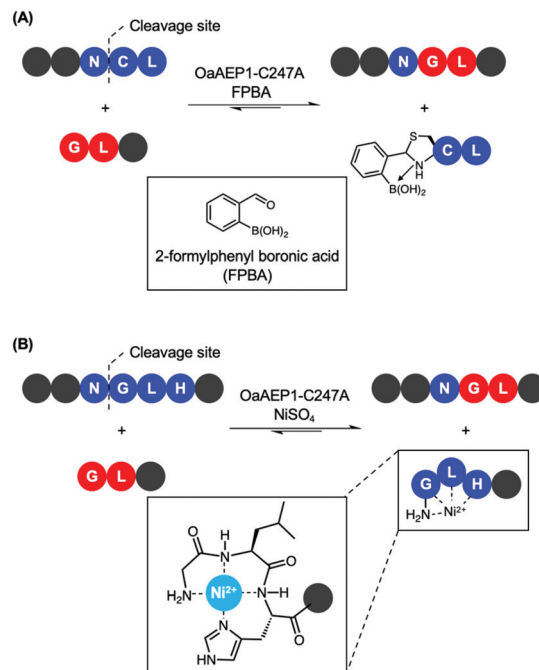 (A)
Cleavage site
N C L
OaAEP1-C247A
FPBA
N G L
+
+
G L
S
NH
B(OH)₂
C L
O
B(OH)₂
2-formylphenyl boronic acid
(FPBA)
(B)
Cleavage site
N G L H
OaAEP1-C247A
NiSO₄
N G L
+
+
G L
G L H
H₂N Ni²⁺
H
O N
O
H₂N Ni²⁺ N-H
N
O
HN